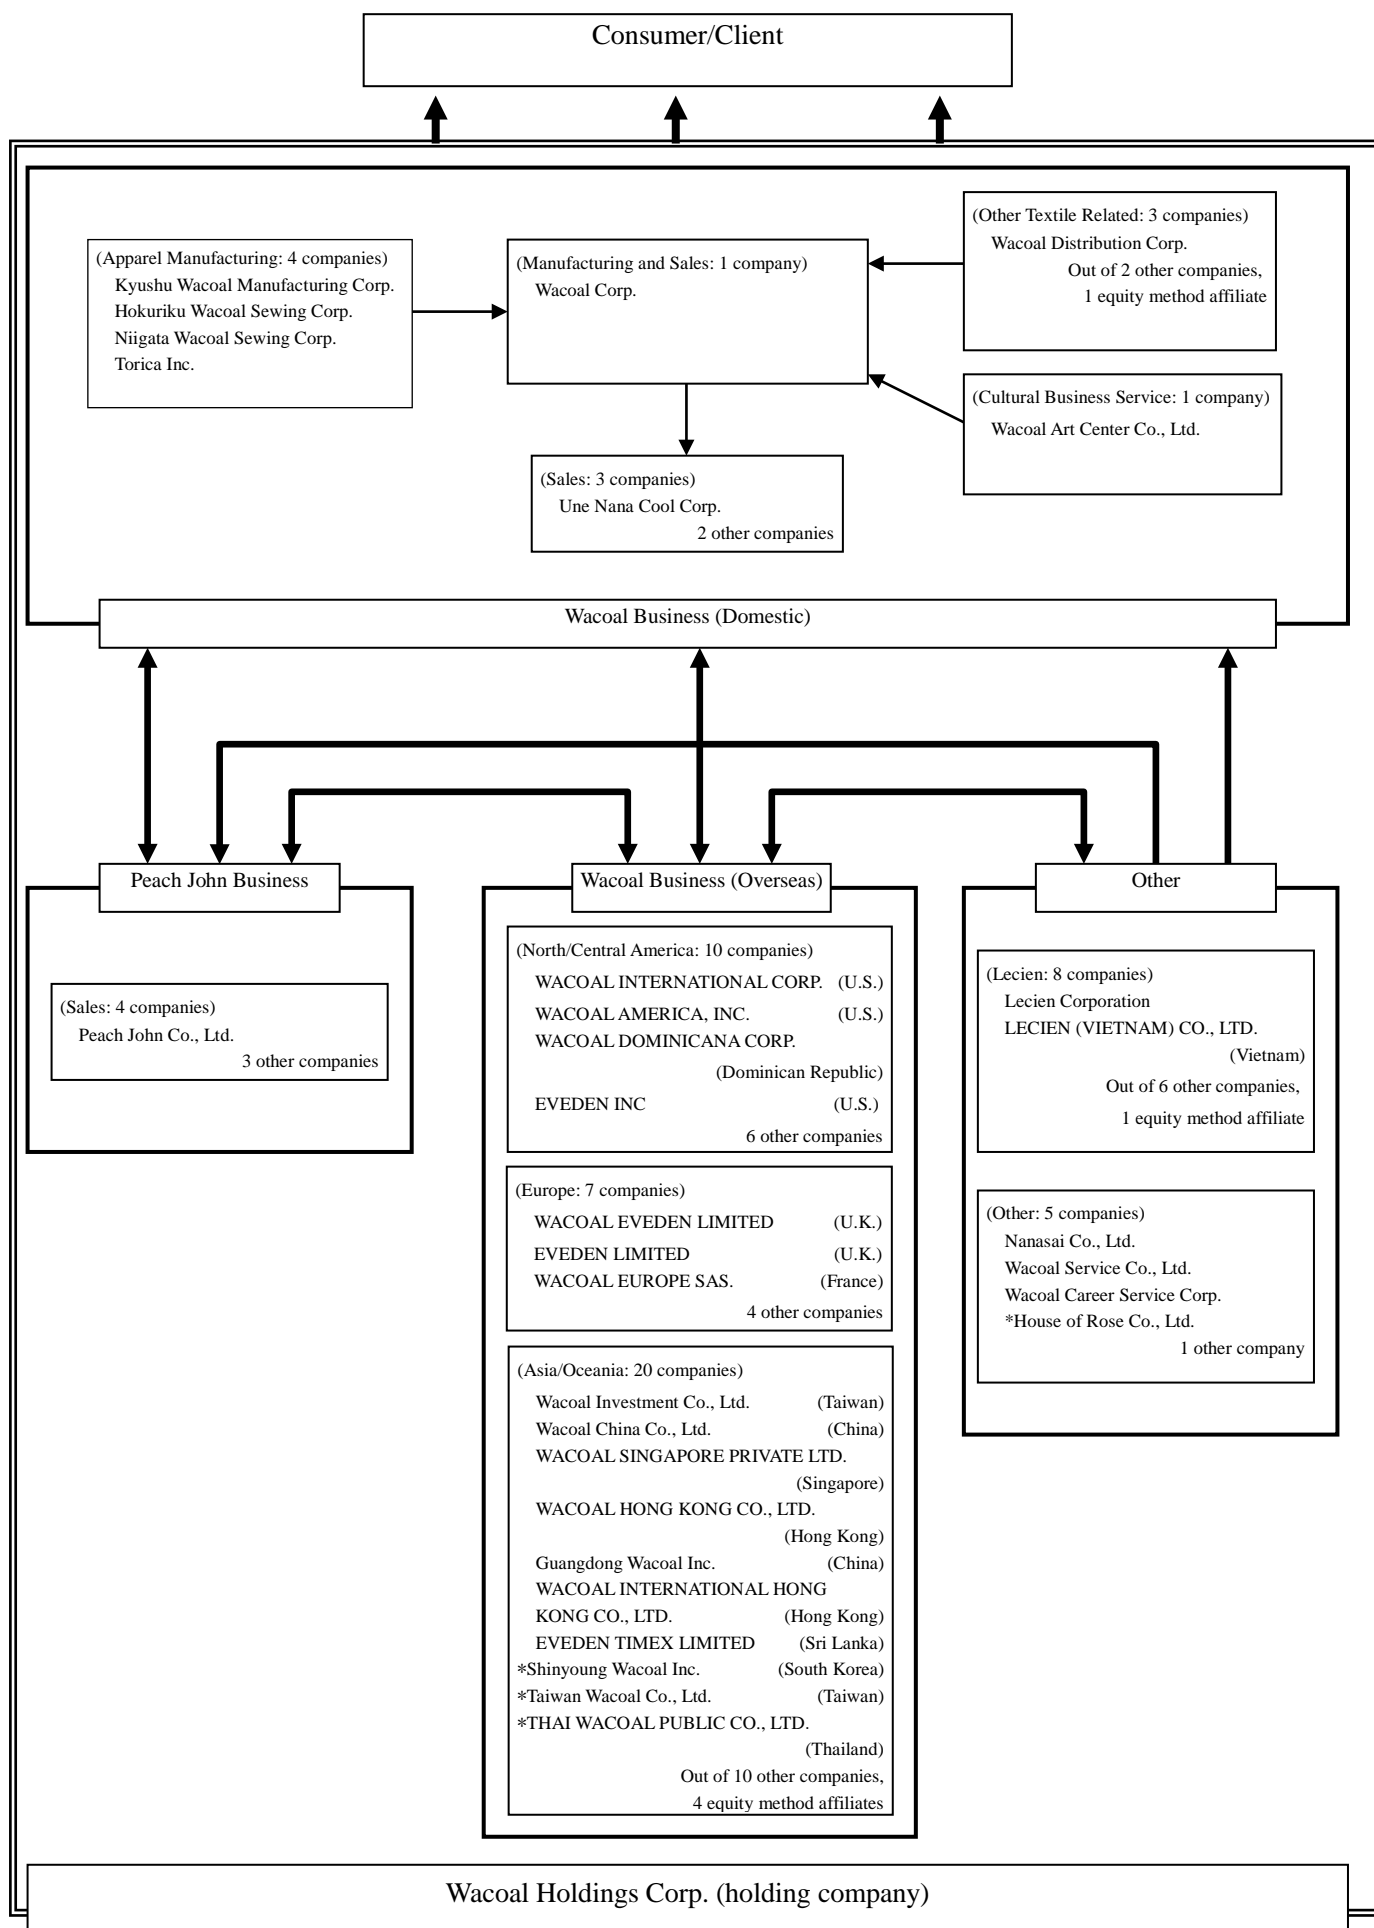 Consumer/Client
(Apparel Manufacturing: 4 companies)
Kyushu Wacoal Manufacturing Corp.
Hokuriku Wacoal Sewing Corp.
Niigata Wacoal Sewing Corp.
Torica Inc.
(Manufacturing and Sales: 1 company)
Wacoal Corp.
(Other Textile Related: 3 companies)
Wacoal Distribution Corp.
Out of 2 other companies,
1 equity method affiliate
(Cultural Business Service: 1 company)
Wacoal Art Center Co., Ltd.
(Sales: 3 companies)
Une Nana Cool Corp.
2 other companies
Wacoal Business (Domestic)
Peach John Business
(Sales: 4 companies)
Peach John Co., Ltd.
3 other companies
Wacoal Business (Overseas)
(North/Central America: 10 companies)
WACOAL INTERNATIONAL CORP. (U.S.)
WACOAL AMERICA, INC. (U.S.)
WACOAL DOMINICANA CORP.
(Dominican Republic)
EVEDEN INC (U.S.)
6 other companies
(Europe: 7 companies)
WACOAL EVEDEN LIMITED (U.K.)
EVEDEN LIMITED (U.K.)
WACOAL EUROPE SAS. (France)
4 other companies
(Asia/Oceania: 20 companies)
Wacoal Investment Co., Ltd. (Taiwan)
Wacoal China Co., Ltd. (China)
WACOAL SINGAPORE PRIVATE LTD.
(Singapore)
WACOAL HONG KONG CO., LTD.
(Hong Kong)
Guangdong Wacoal Inc. (China)
WACOAL INTERNATIONAL HONG
KONG CO., LTD. (Hong Kong)
EVEDEN TIMEX LIMITED (Sri Lanka)
*Shinyoung Wacoal Inc. (South Korea)
*Taiwan Wacoal Co., Ltd. (Taiwan)
*THAI WACOAL PUBLIC CO., LTD.
(Thailand)
Out of 10 other companies,
4 equity method affiliates
Other
(Lecien: 8 companies)
Lecien Corporation
LECIEN (VIETNAM) CO., LTD.
(Vietnam)
Out of 6 other companies,
1 equity method affiliate
(Other: 5 companies)
Nanasai Co., Ltd.
Wacoal Service Co., Ltd.
Wacoal Career Service Corp.
*House of Rose Co., Ltd.
1 other company
Wacoal Holdings Corp. (holding company)